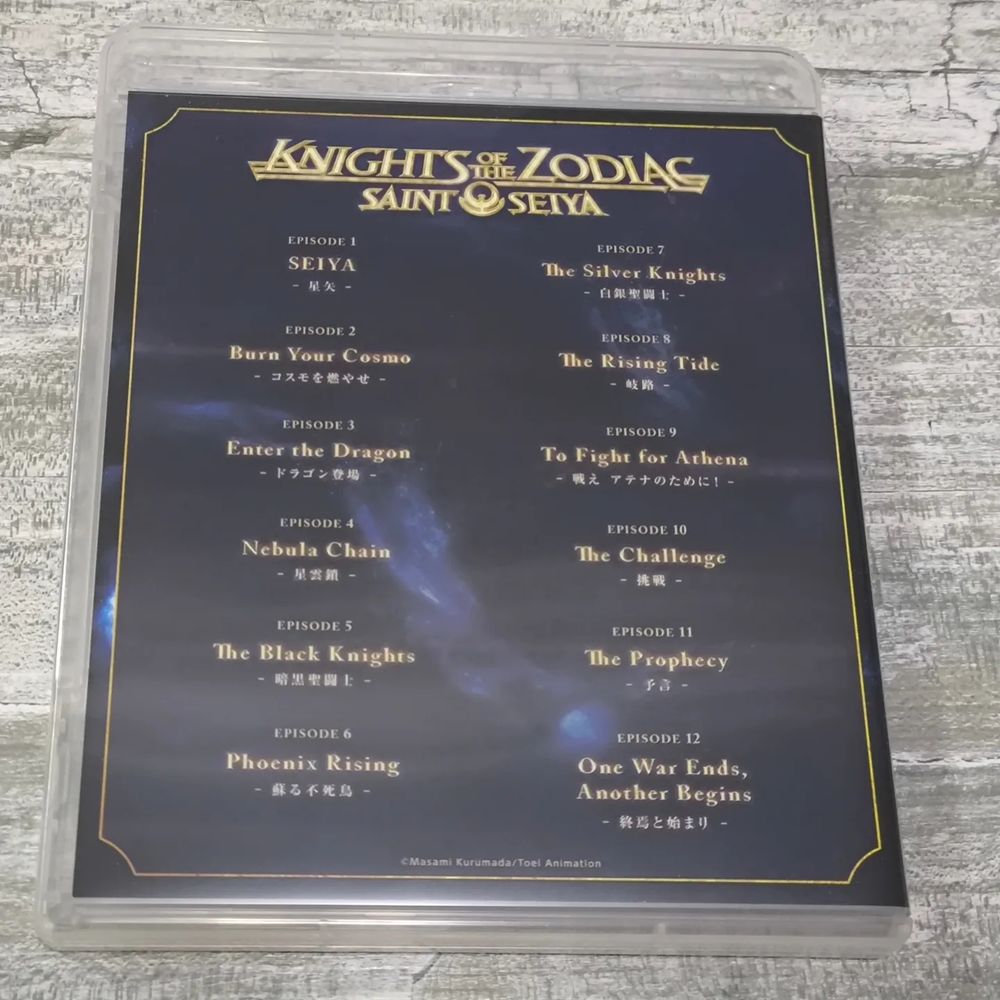 KNIGHTS OF THE ZODIAC
SAINT SEIYA
EPISODE 1
SEIYA
- 星矢 -
EPISODE 2
Burn Your Cosmo
- コスモを燃やせ -
EPISODE 3
Enter the Dragon
- ドラゴン登場 -
EPISODE 4
Nebula Chain
- 星雲鎖 -
EPISODE 5
The Black Knights
- 暗黒聖闘士 -
EPISODE 6
Phoenix Rising
- 蘇る不死鳥 -
EPISODE 7
The Silver Knights
- 白銀聖闘士 -
EPISODE 8
The Rising Tide
- 岐路 -
EPISODE 9
To Fight for Athena
- 戦え アテナのために! -
EPISODE 10
The Challenge
- 挑戦 -
EPISODE 11
The Prophecy
- 予言 -
EPISODE 12
One War Ends,
Another Begins
- 終焉と始まり -
©Masami Kurumada/Toei Animation